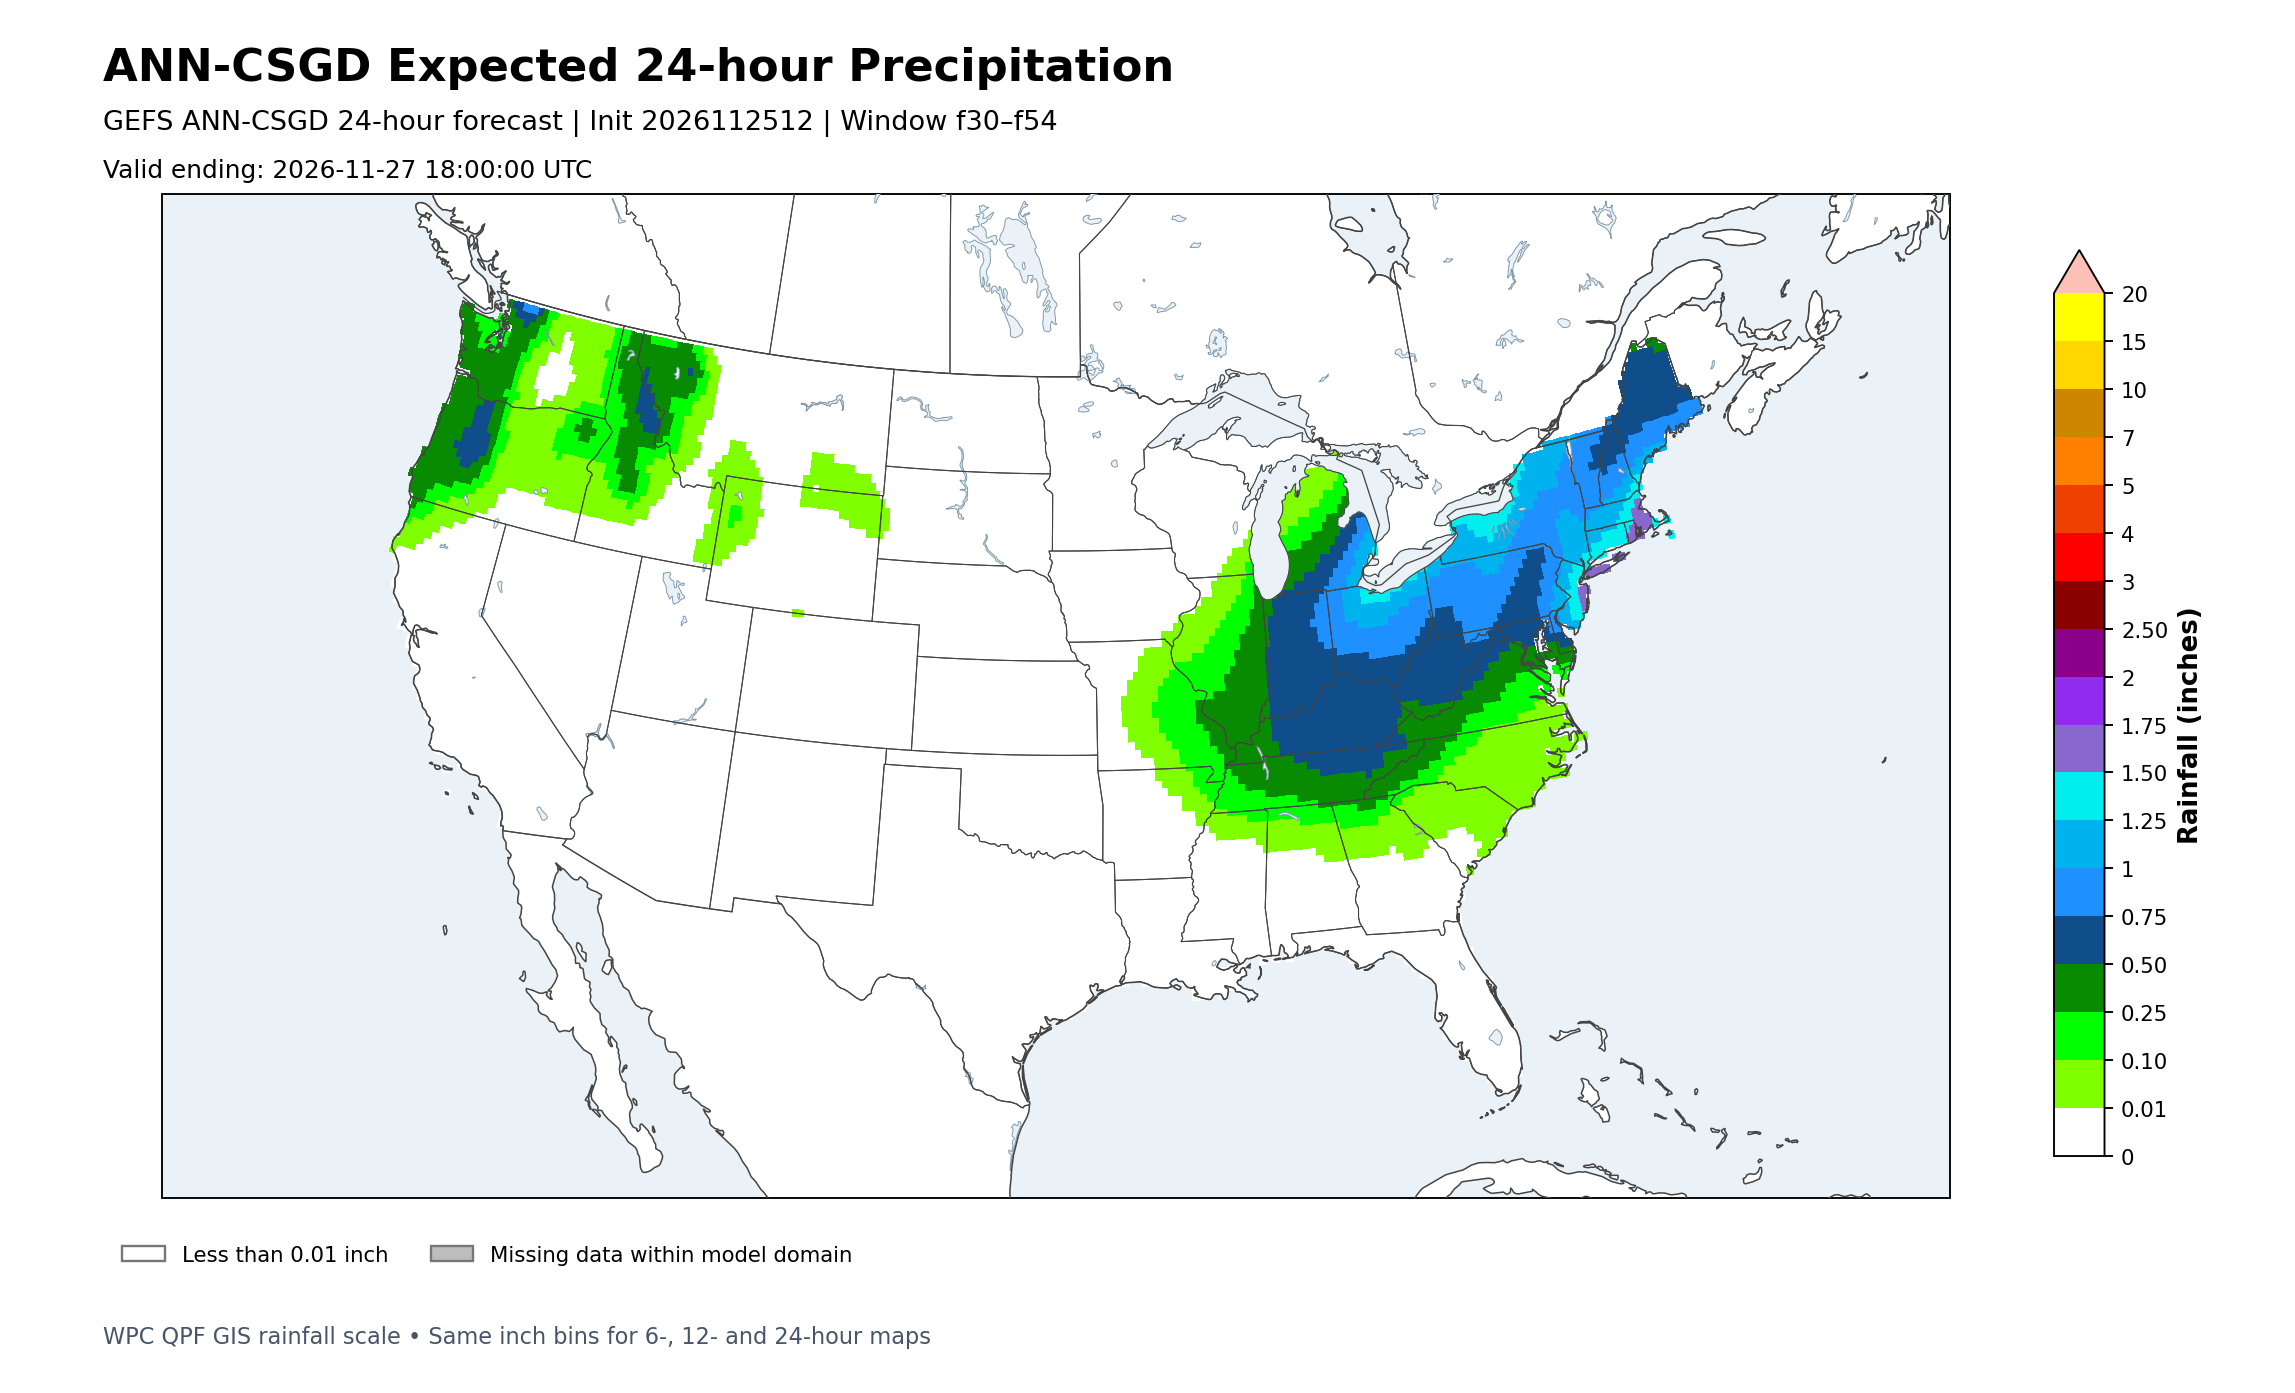 ANN-CSGD Expected 24-hour Precipitation
GEFS ANN-CSGD 24-hour forecast | Init 2026112512 | Window f30–f54
Valid ending: 2026-11-27 18:00:00 UTC
20
15
10
7
5
4
3
2.50
2
1.75
1.50
1.25
1
0.75
0.50
0.25
0.10
0.01
0
Rainfall (inches)
Less than 0.01 inch
Missing data within model domain
WPC QPF GIS rainfall scale • Same inch bins for 6-, 12- and 24-hour maps